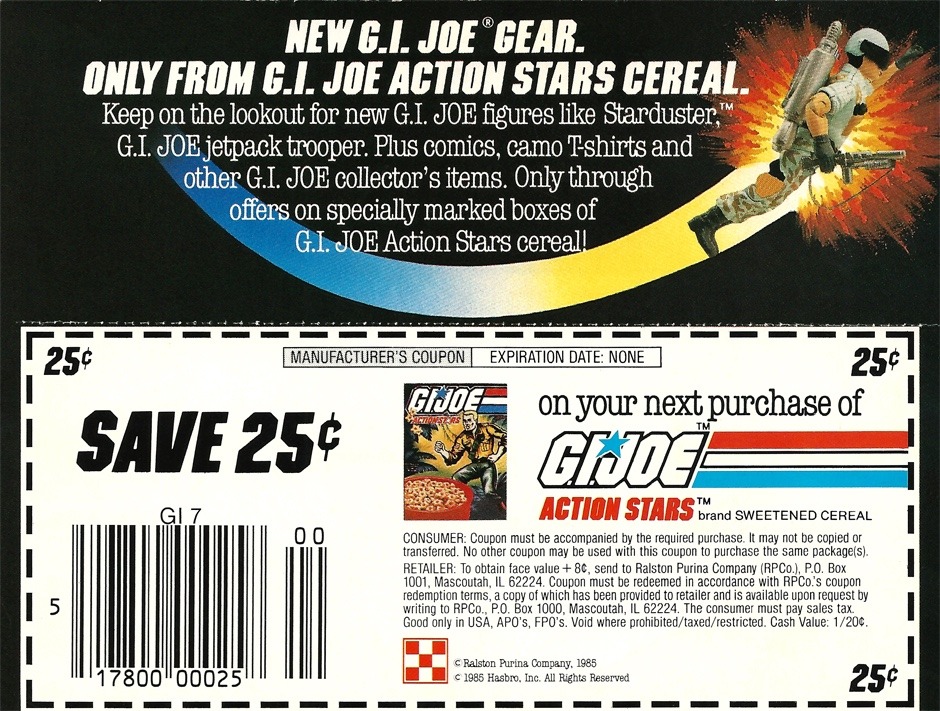 NEW G.I. JOE® GEAR.
ONLY FROM G.I. JOE ACTION STARS CEREAL.
Keep on the lookout for new G.I. JOE figures like Starduster,™
G.I. JOE jetpack trooper. Plus comics, camo T-shirts and
other G.I. JOE collector's items. Only through
offers on specially marked boxes of
G.I. JOE Action Stars cereal!
25¢
MANUFACTURER'S COUPON EXPIRATION DATE: NONE
25¢
SAVE 25¢
GI JOE
ACTION STARS
on your next purchase of
G.I. JOE™
ACTION STARS™ brand SWEETENED CEREAL
GI 7
0 0
5
17800 00025
CONSUMER: Coupon must be accompanied by the required purchase. It may not be copied or
transferred. No other coupon may be used with this coupon to purchase the same package(s).
RETAILER: To obtain face value + 8¢, send to Ralston Purina Company (RPCo.), P.O. Box
1001, Mascoutah, IL 62224. Coupon must be redeemed in accordance with RPCo.'s coupon
redemption terms, a copy of which has been provided to retailer and is available upon request by
writing to RPCo., P.O. Box 1000, Mascoutah, IL 62224. The consumer must pay sales tax.
Good only in USA, APO's, FPO's. Void where prohibited/taxed/restricted. Cash Value: 1/20¢.
© Ralston Purina Company, 1985
© 1985 Hasbro, Inc. All Rights Reserved
25¢